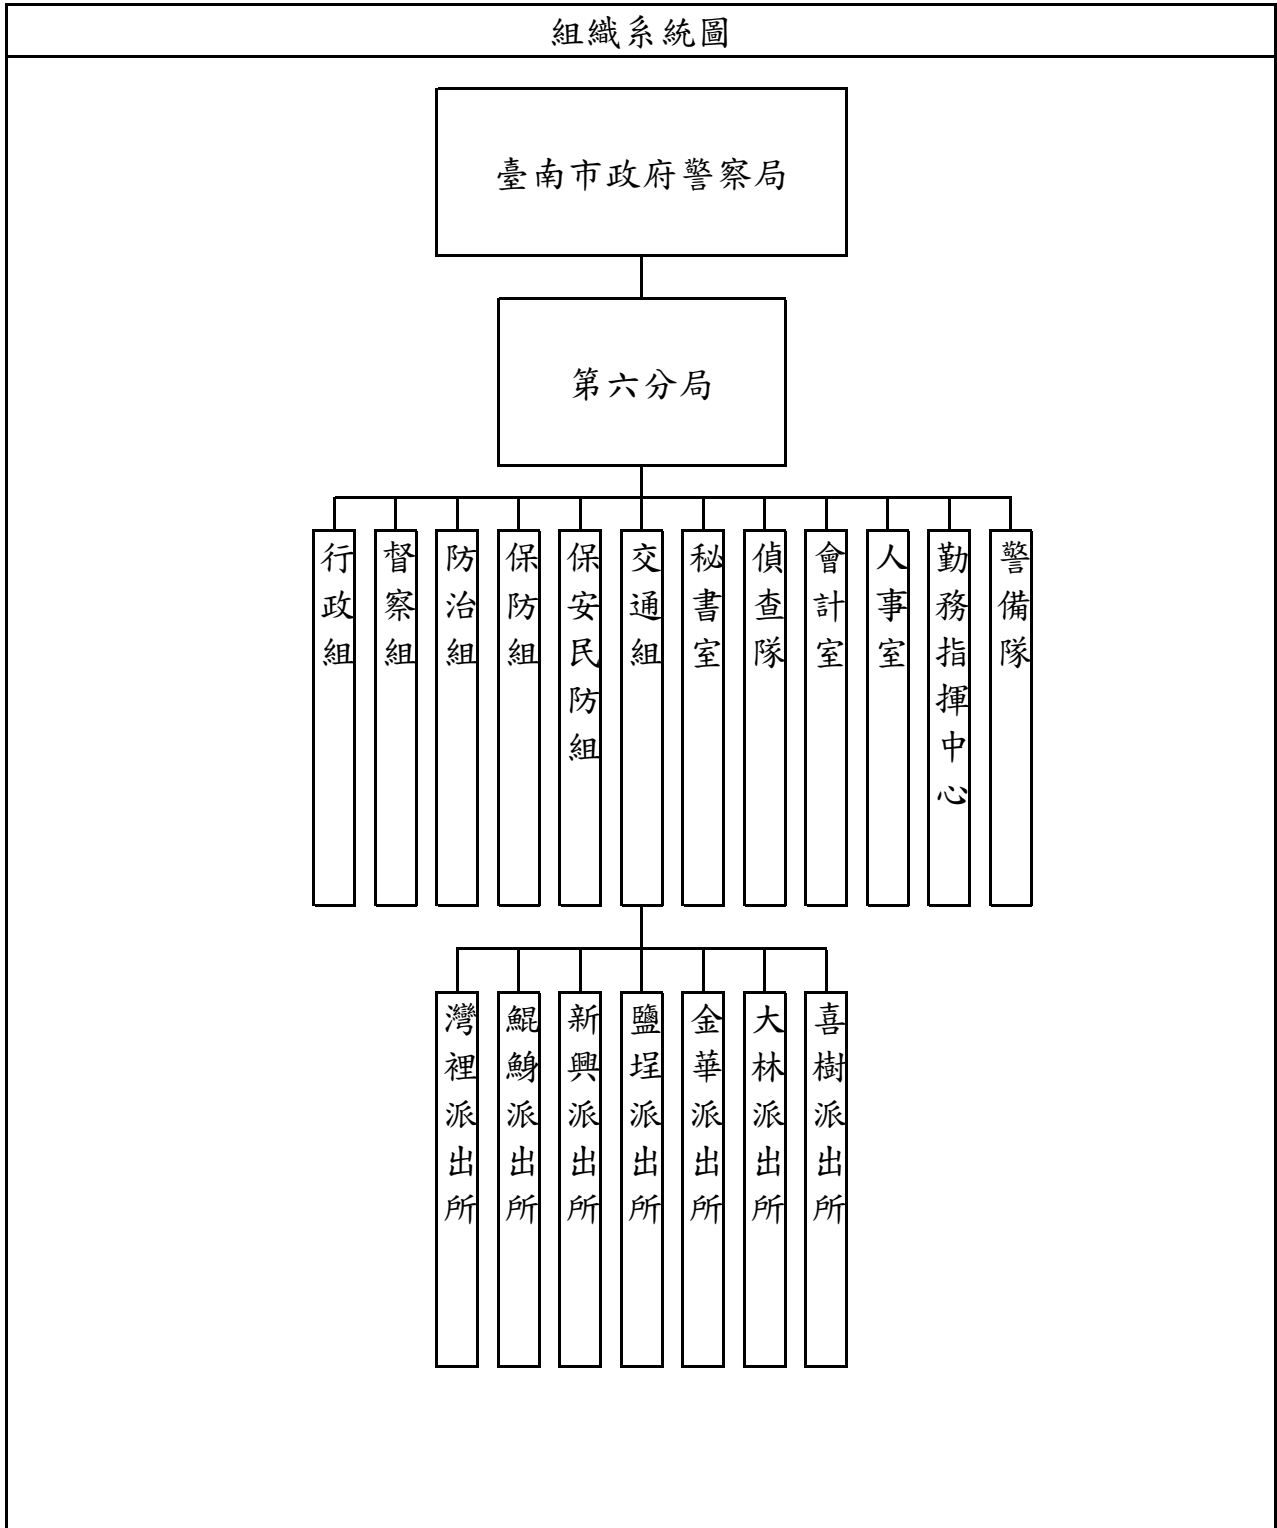 組織系統圖
臺南市政府警察局
第六分局
行政組
督察組
防治組
保防組
保安民防組
交通組
秘書室
偵查隊
會計室
人事室
勤務指揮中心
警備隊
灣裡派出所
鯤鯓派出所
新興派出所
鹽埕派出所
金華派出所
大林派出所
喜樹派出所